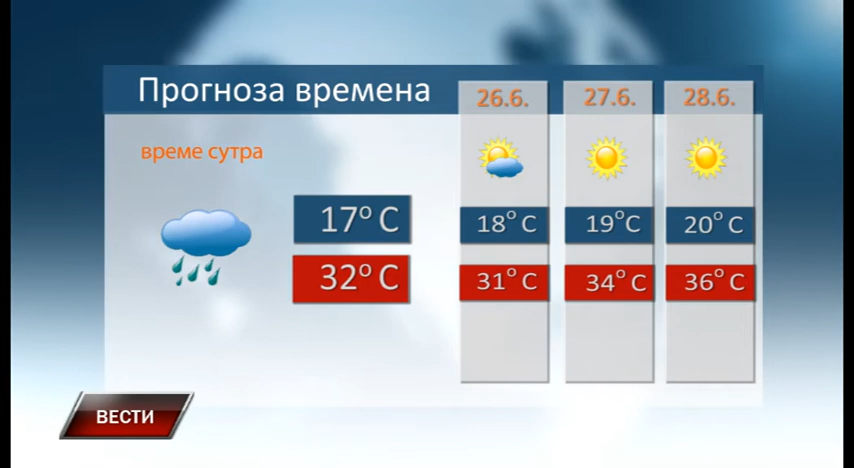 Прогноза времена
време сутра
17° C
32° C
26.6.
18° C
31° C
27.6.
19°C
34° C
28.6.
20° C
36° C
ВЕСТИ